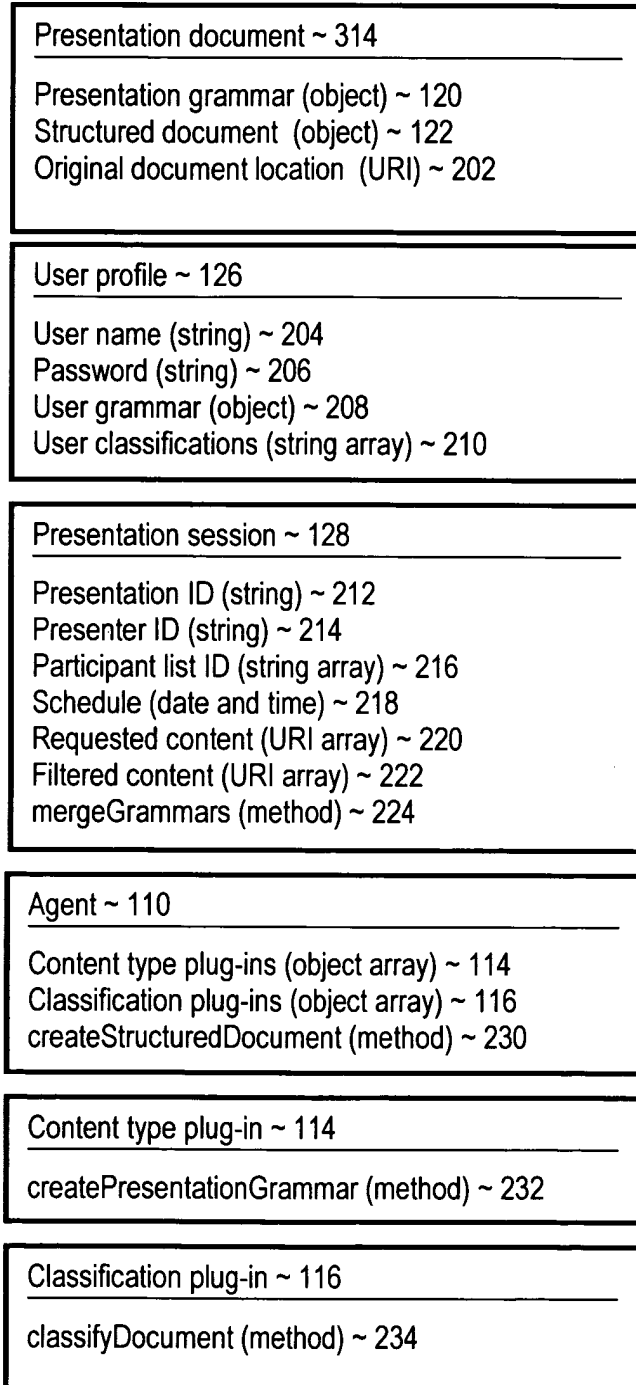 Presentation document ~ 314
Presentation grammar (object) ~ 120
Structured document (object) ~ 122
Original document location (URI) ~ 202
User profile ~ 126
User name (string) ~ 204
Password (string) ~ 206
User grammar (object) ~ 208
User classifications (string array) ~ 210
Presentation session ~ 128
Presentation ID (string) ~ 212
Presenter ID (string) ~ 214
Participant list ID (string array) ~ 216
Schedule (date and time) ~ 218
Requested content (URI array) ~ 220
Filtered content (URI array) ~ 222
mergeGrammars (method) ~ 224
Agent ~ 110
Content type plug-ins (object array) ~ 114
Classification plug-ins (object array) ~ 116
createStructuredDocument (method) ~ 230
Content type plug-in ~ 114
createPresentationGrammar (method) ~ 232
Classification plug-in ~ 116
classifyDocument (method) ~ 234